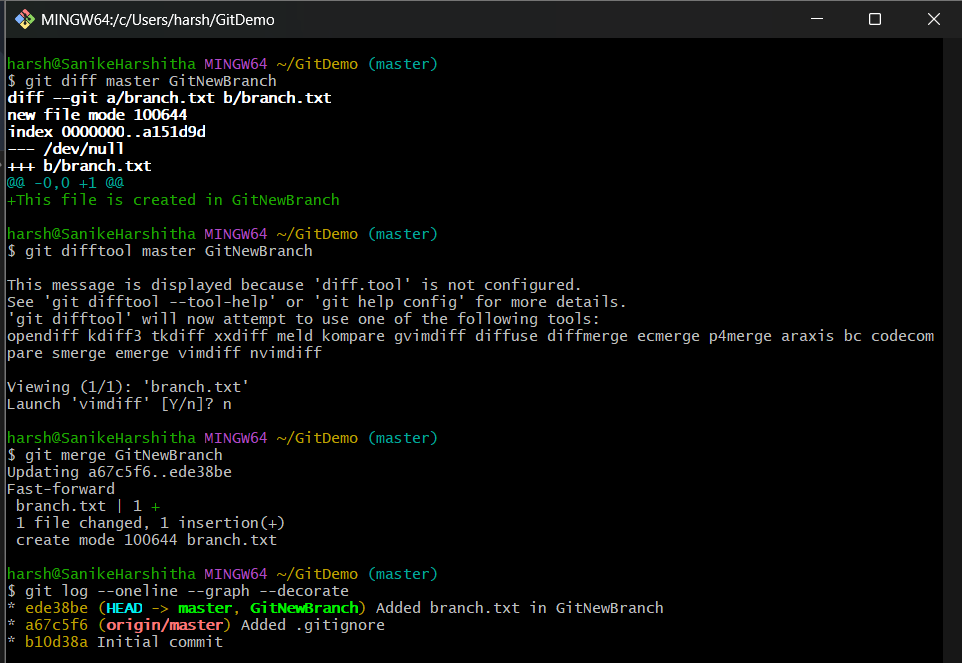 MINGW64:/c/Users/harsh/GitDemo
harsh@SanikeHarshitha MINGW64 ~/GitDemo (master)
$ git diff master GitNewBranch
diff --git a/branch.txt b/branch.txt
new file mode 100644
index 0000000..a151d9d
--- /dev/null
+++ b/branch.txt
@@ -0,0 +1 @@
+This file is created in GitNewBranch
harsh@SanikeHarshitha MINGW64 ~/GitDemo (master)
$ git difftool master GitNewBranch
This message is displayed because 'diff.tool' is not configured.
See 'git difftool --tool-help' or 'git help config' for more details.
'git difftool' will now attempt to use one of the following tools:
opendiff kdiff3 tkdiff xxdiff meld kompare gvimdiff diffuse diffmerge ecmerge p4merge araxis bc codecom
pare smerge emerge vimdiff nvimdiff
Viewing (1/1): 'branch.txt'
Launch 'vimdiff' [Y/n]? n
harsh@SanikeHarshitha MINGW64 ~/GitDemo (master)
$ git merge GitNewBranch
Updating a67c5f6..ede38be
Fast-forward
 branch.txt | 1 +
 1 file changed, 1 insertion(+)
 create mode 100644 branch.txt
harsh@SanikeHarshitha MINGW64 ~/GitDemo (master)
$ git log --oneline --graph --decorate
* ede38be (HEAD -> master, GitNewBranch) Added branch.txt in GitNewBranch
* a67c5f6 (origin/master) Added .gitignore
* b10d38a Initial commit